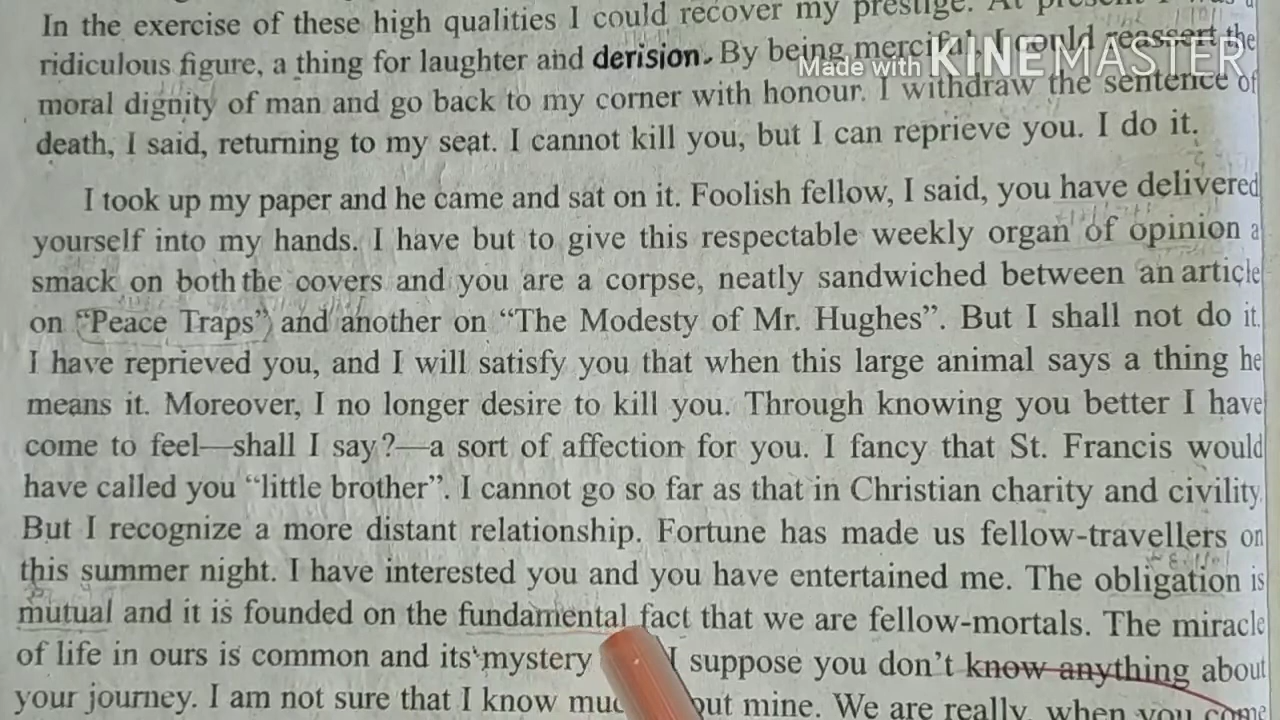 In the exercise of these high qualities I could recover my prestige. At present I was a
ridiculous figure, a thing for laughter and derision. By being merciful I could reassert the
Made with KINEMASTER
moral dignity of man and go back to my corner with honour. I withdraw the sentence of
death, I said, returning to my seat. I cannot kill you, but I can reprieve you. I do it.
I took up my paper and he came and sat on it. Foolish fellow, I said, you have delivered
yourself into my hands. I have but to give this respectable weekly organ of opinion a
smack on both the covers and you are a corpse, neatly sandwiched between an article
on “Peace Traps” and another on “The Modesty of Mr. Hughes”. But I shall not do it.
I have reprieved you, and I will satisfy you that when this large animal says a thing he
means it. Moreover, I no longer desire to kill you. Through knowing you better I have
come to feel—shall I say?—a sort of affection for you. I fancy that St. Francis would
have called you “little brother”. I cannot go so far as that in Christian charity and civility.
But I recognize a more distant relationship. Fortune has made us fellow-travellers on
this summer night. I have interested you and you have entertained me. The obligation is
mutual and it is founded on the fundamental fact that we are fellow-mortals. The miracle
of life in ours is common and its mystery I suppose you don’t know anything about
your journey. I am not sure that I know mine. We are really, when you come